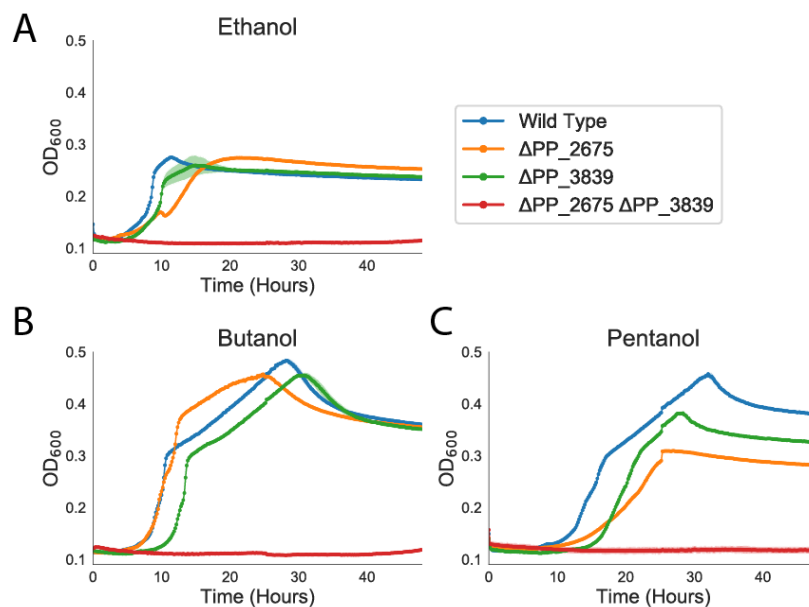 A
Ethanol
0.5
0.4
0.3
0.2
0.1
OD600
0 10 20 30 40
Time (Hours)
Wild Type
ΔPP_2675
ΔPP_3839
ΔPP_2675 ΔPP_3839
B
Butanol
0.5
0.4
0.3
0.2
0.1
OD600
0 10 20 30 40
Time (Hours)
C
Pentanol
0.5
0.4
0.3
0.2
0.1
OD600
0 10 20 30 40
Time (Hours)